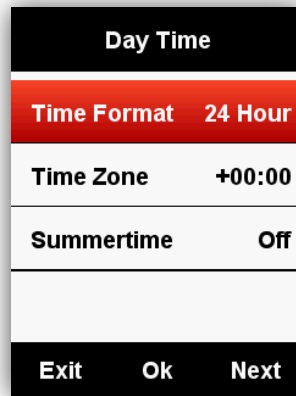 Day Time
Time Format 24 Hour
Time Zone +00:00
Summertime Off
Exit Ok Next